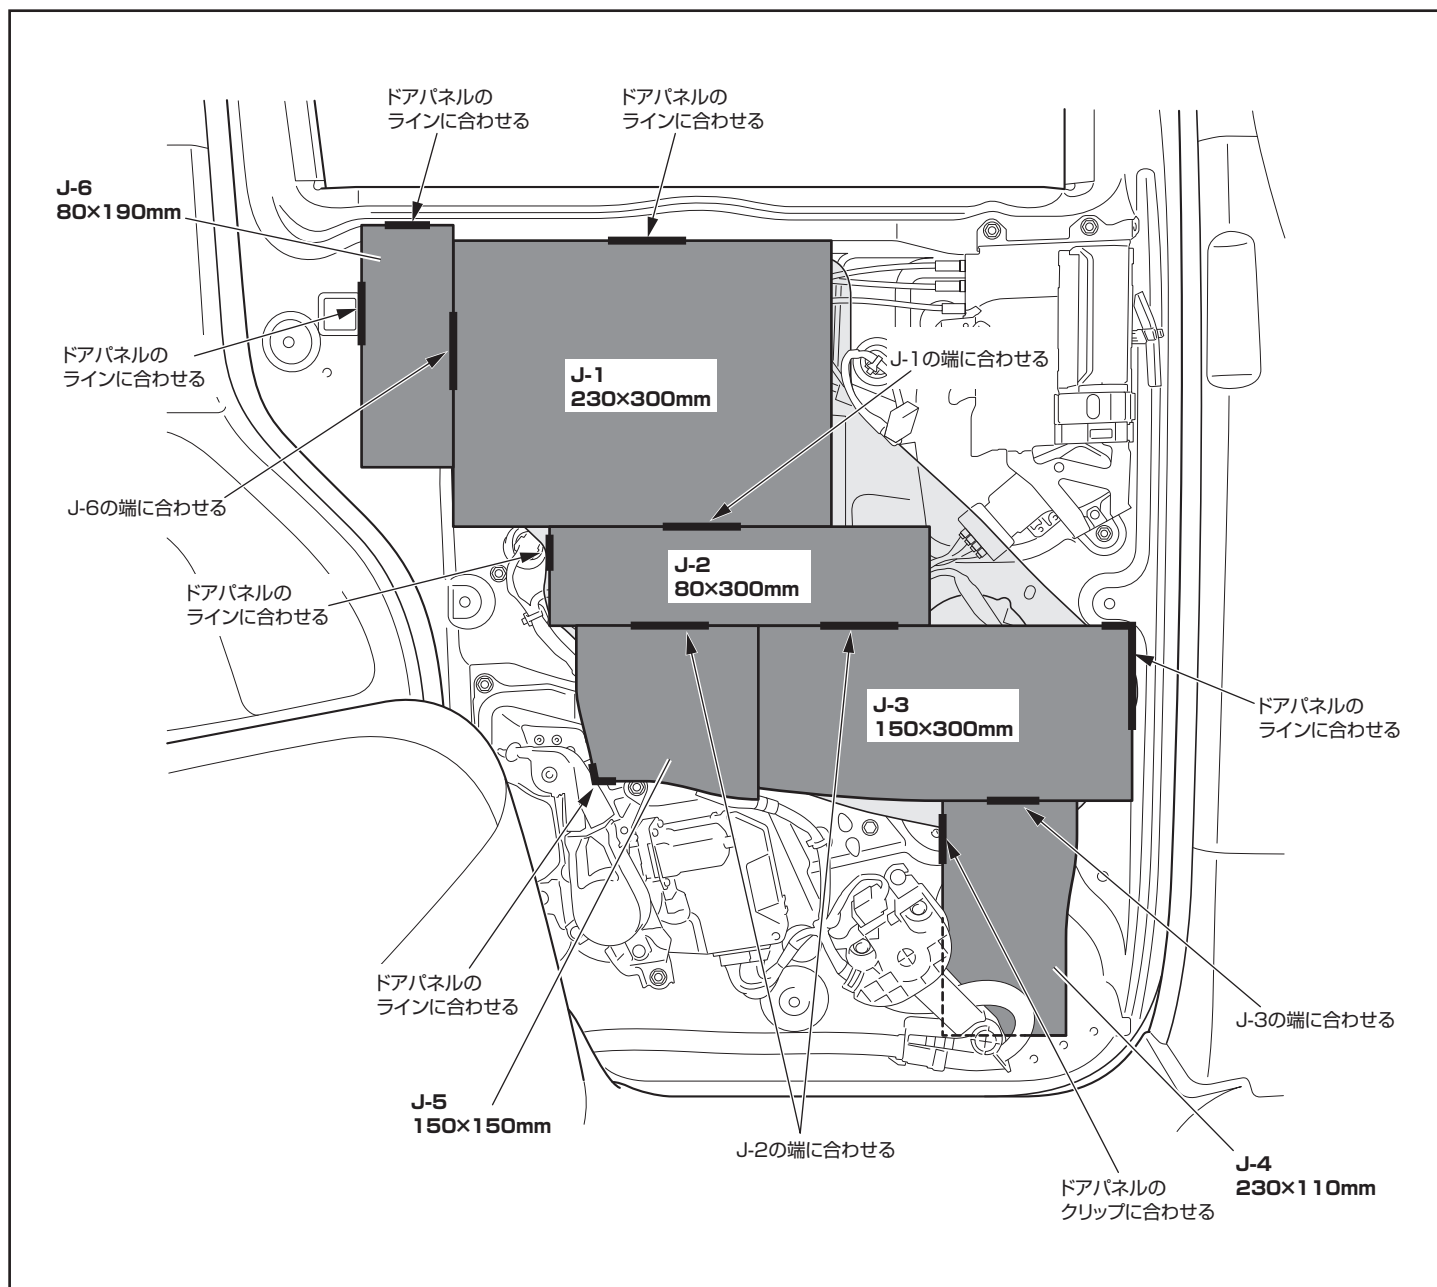 ドアパネルの
ラインに合わせる
ドアパネルの
ラインに合わせる
J-6
80×190mm
ドアパネルの
ラインに合わせる
J-1の端に合わせる
J-1
230×300mm
J-6の端に合わせる
J-2
80×300mm
ドアパネルの
ラインに合わせる
J-3
150×300mm
ドアパネルの
ラインに合わせる
ドアパネルの
ラインに合わせる
J-3の端に合わせる
J-5
150×150mm
J-2の端に合わせる
J-4
230×110mm
ドアパネルの
クリップに合わせる